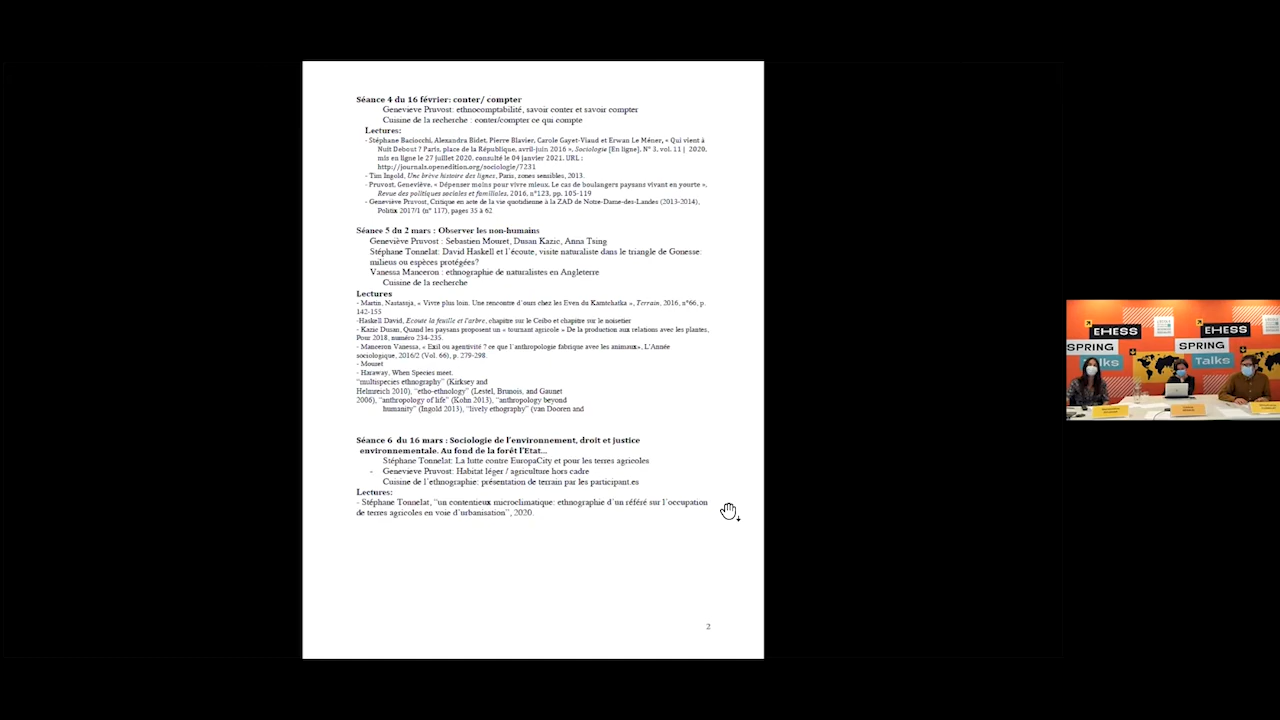 Séance 4 du 16 février: conter/ compter
Genevieve Pruvost: ethnocomptabilité, savoir conter et savoir compter
Cuisine de la recherche : conter/compter ce qui compte
Lectures:
- Stéphane Baciocchi, Alexandra Bidet, Pierre Blavier, Carole Gayet-Viaud et Erwan Le Méner, « Qui vient à
Nuit Debout ? Paris, place de la République, avril-juin 2016 », Sociologie [En ligne], N° 3, vol. 11 | 2020,
mis en ligne le 27 juillet 2020, consulté le 04 janvier 2021. URL :
http://journals.openedition.org/sociologie/7231
- Tim Ingold, Une brève histoire des lignes, Paris, zones sensibles, 2013.
- Pruvost, Geneviève, « Dépenser moins pour vivre mieux. Le cas de boulangers paysans vivant en yourte »,
Revue des politiques sociales et familiales, 2016, n°123, pp. 105-119
- Geneviève Pruvost, Critique en acte de la vie quotidienne à la ZAD de Notre-Dame-des-Landes (2013-2014),
Politix 2017/1 (n° 117), pages 35 à 62
Séance 5 du 2 mars : Observer les non-humains
Geneviève Pruvost : Sebastien Mouret, Dusan Kazic, Anna Tsing
Stéphane Tonnelat: David Haskell et l'écoute, visite naturaliste dans le triangle de Gonesse:
milieus ou espèces protégées?
Vanessa Manceron : ethnographie de naturalistes en Angleterre
Cuisine de la recherche
Lectures
- Martin, Nastassja, « Vivre plus loin. Une rencontre d'ours chez les Even du Kamtchatka », Terrain, 2016, n°66, p.
142-155
-Haskell David, Ecoute la feuille et l'arbre, chapitre sur le Ceibo et chapitre sur le noisetier
- Kazic Dusan, Quand les paysans proposent un « tournant agricole » De la production aux relations avec les plantes,
Pour 2018, numéro 234-235.
- Manceron Vanessa, « Exil ou agentivité ? ce que l'anthropologie fabrique avec les animaux», L'Année
sociologique, 2016/2 (Vol. 66), p. 279-298.
- Mouret
- Haraway, When Species meet.
"multispecies ethnography" (Kirksey and
Helmreich 2010), "etho-ethnology" (Lestel, Brunois, and Gaunet
2006), "anthropology of life" (Kohn 2013), "anthropology beyond
humanity" (Ingold 2013), "lively ethography" (van Dooren and
Séance 6 du 16 mars : Sociologie de l'environnement, droit et justice
environnementale. Au fond de la forêt l'Etat...
Stéphane Tonnelat: La lutte contre EuropaCity et pour les terres agricoles
- Genevieve Pruvost: Habitat léger / agriculture hors cadre
Cuisine de l'ethnographie: présentation de terrain par les participant.es
Lectures:
- Stéphane Tonnelat, "un contentieux microclimatique: ethnographie d'un référé sur l'occupation
de terres agricoles en voie d'urbanisation", 2020.
2
EHESS
SPRING
Talks
EHESS
SPRING
Talks